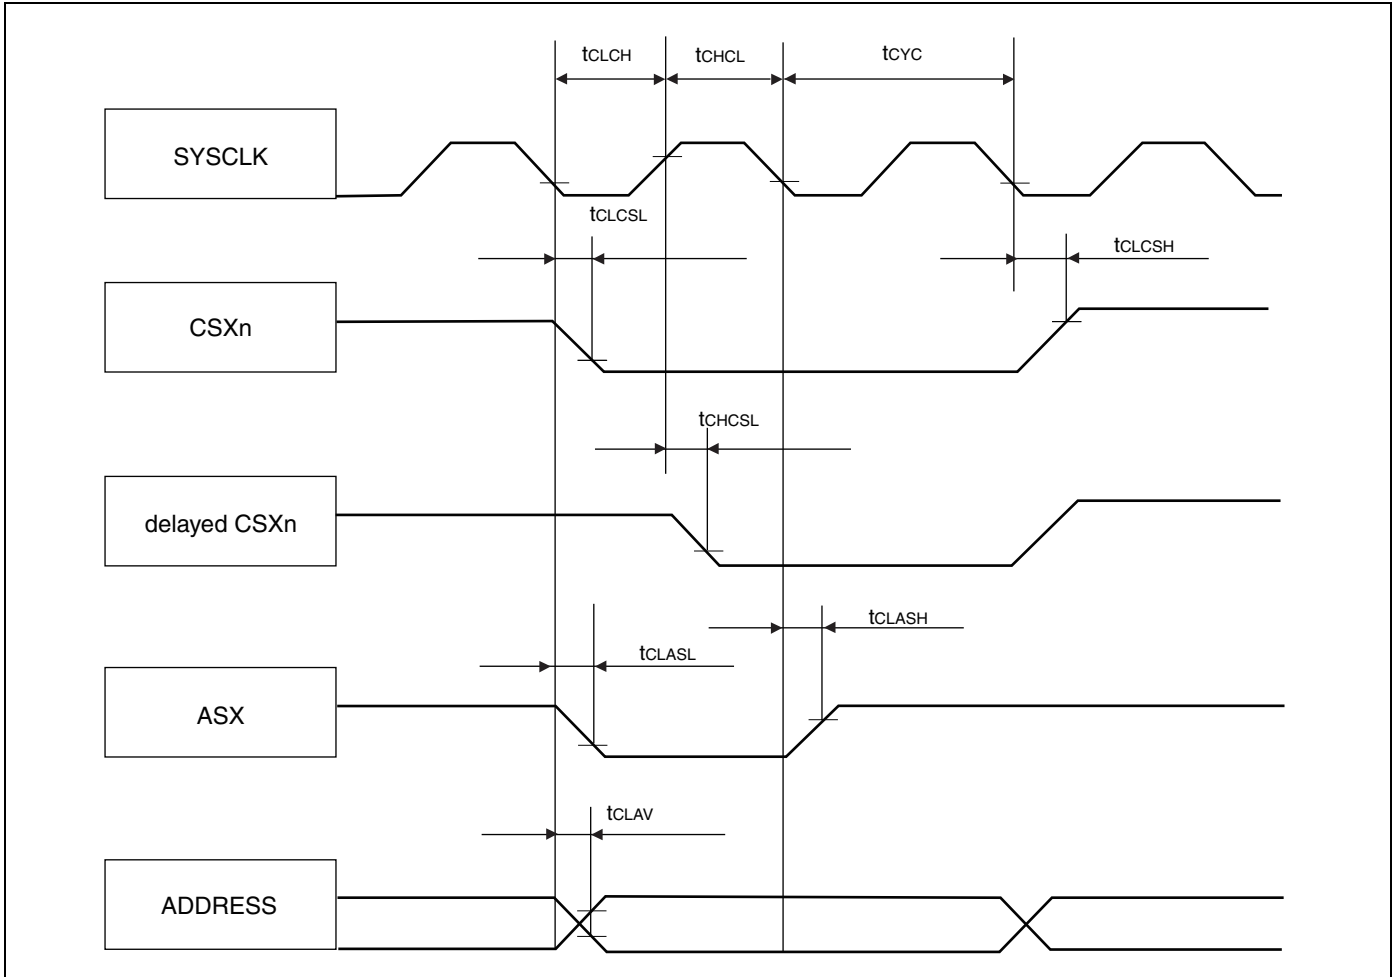 tCLCH tCHCL tCYC
SYSCLK
tCLCSL
tCLCSH
CSXn
tCHCSL
delayed CSXn
tCLASH
tCLASL
ASX
tCLAV
ADDRESS